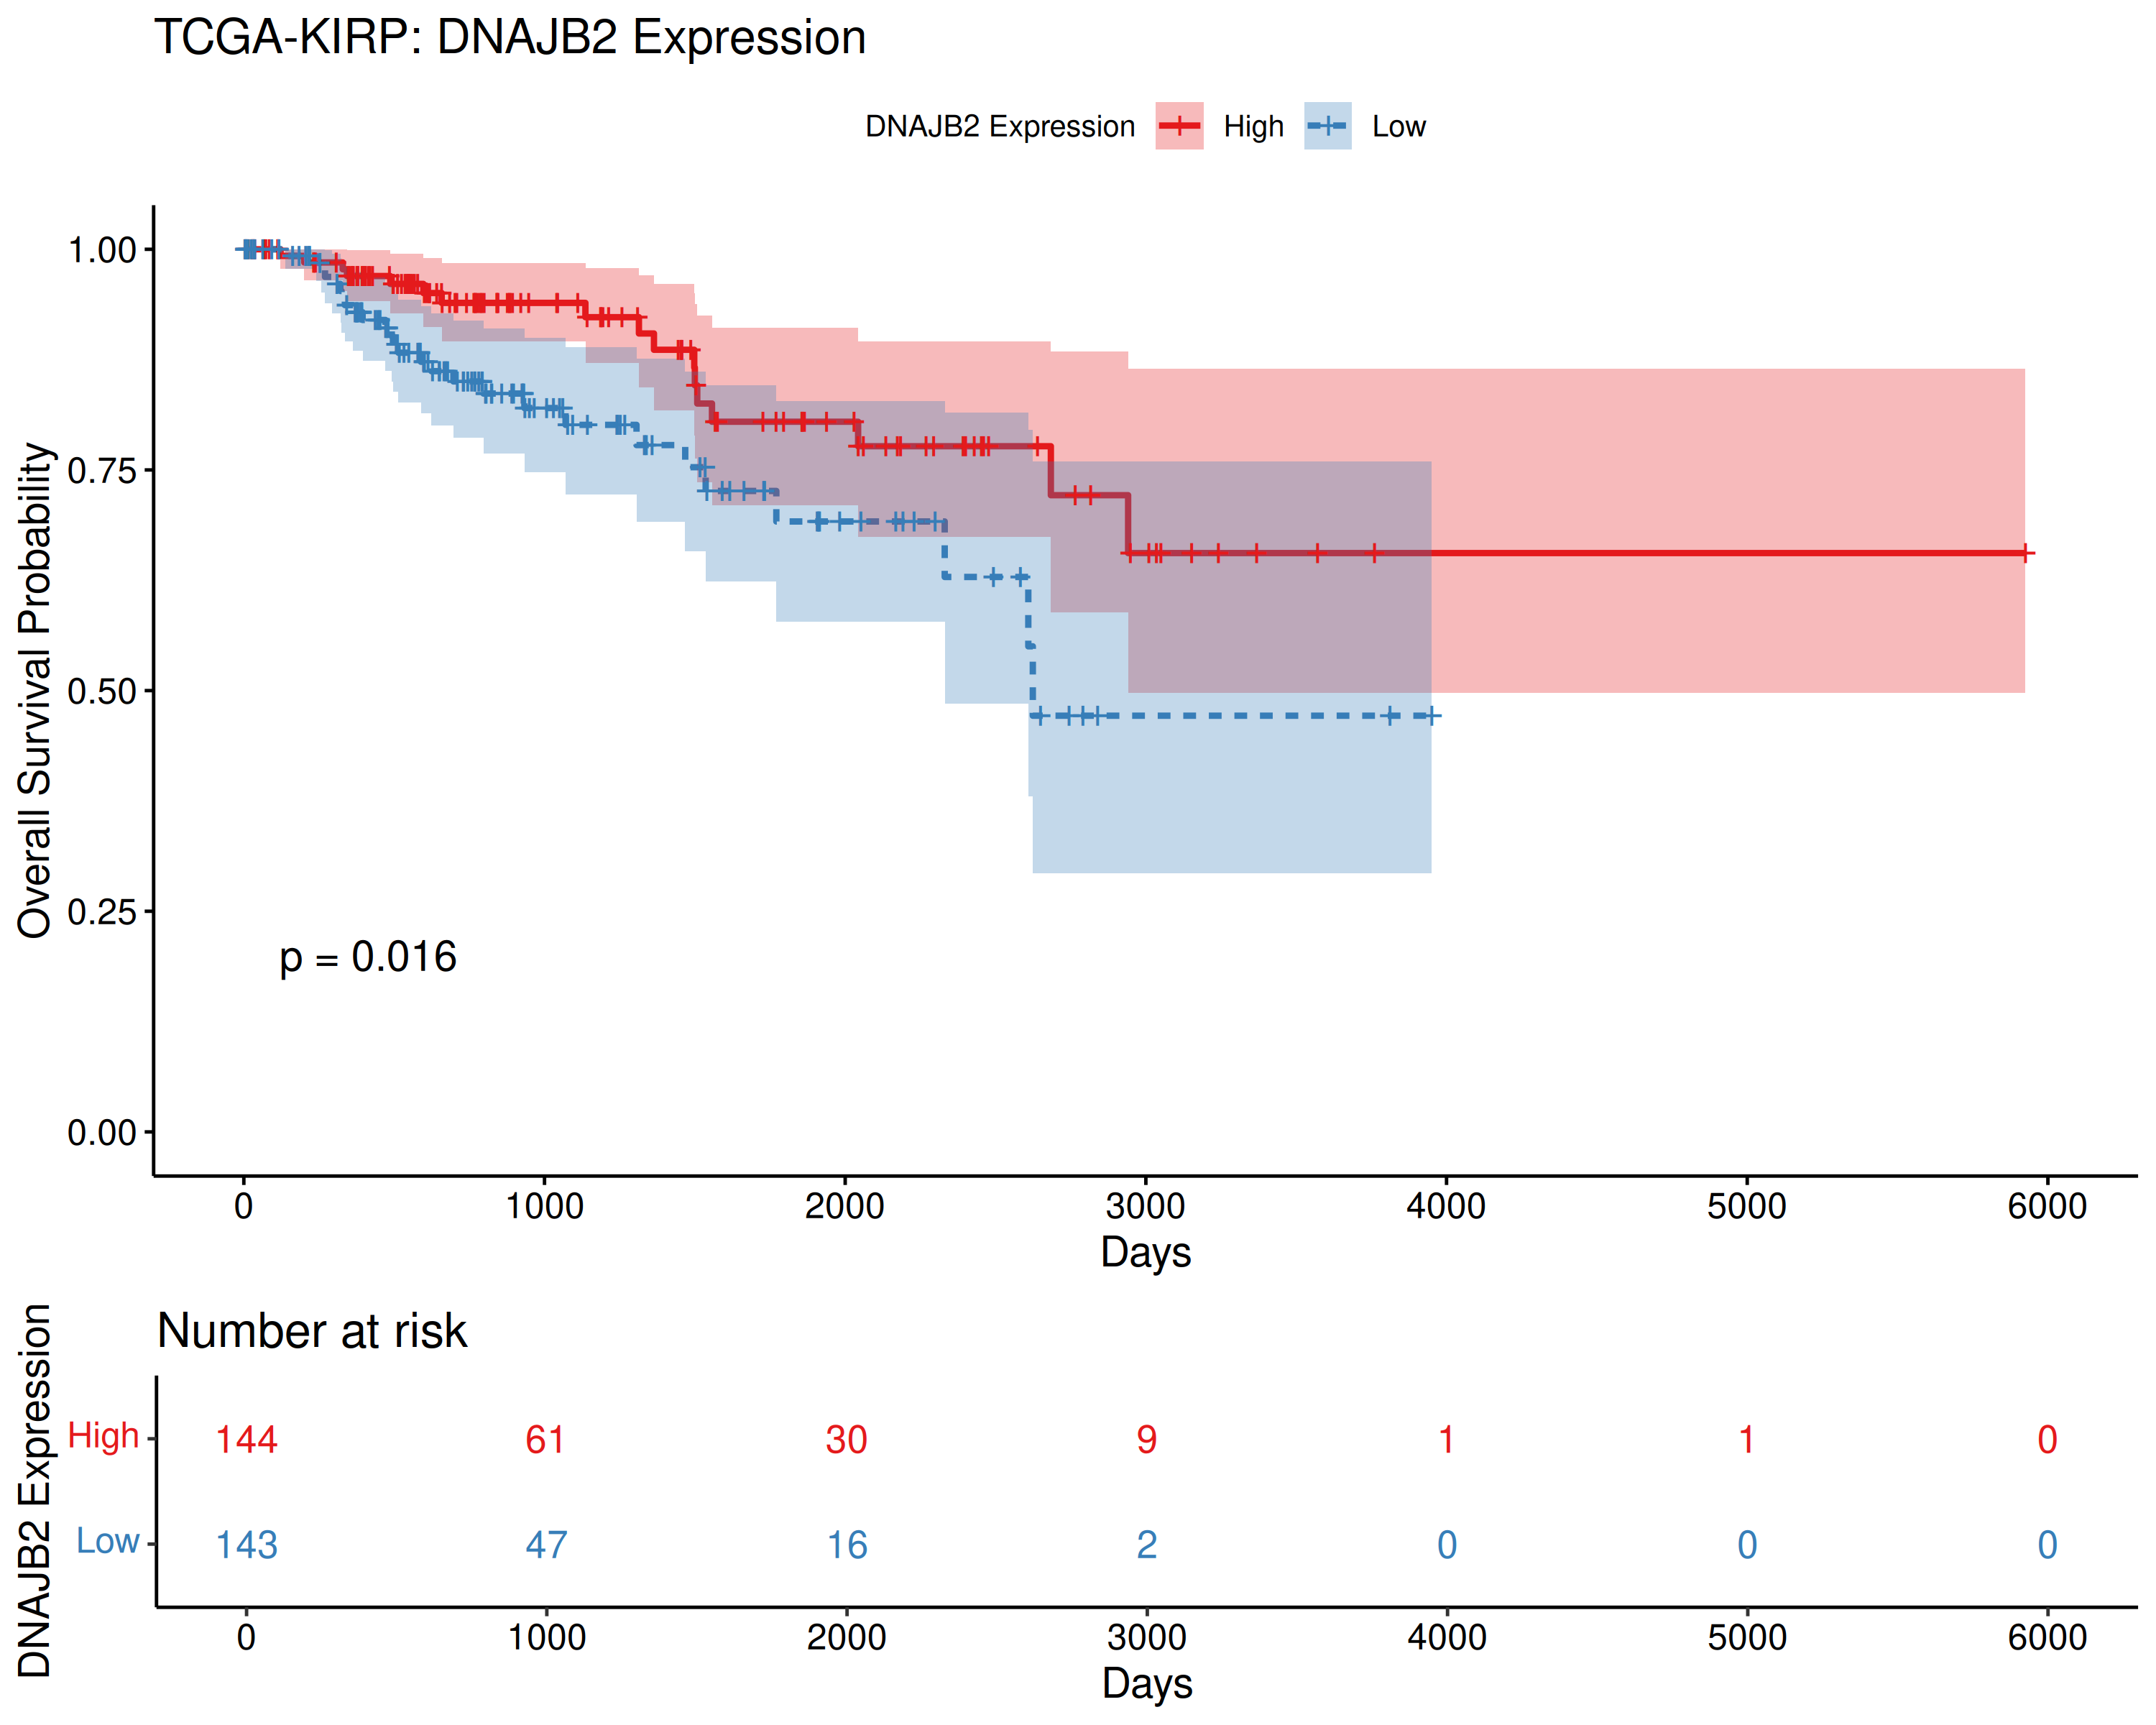 TCGA-KIRP: DNAJB2 Expression
DNAJB2 Expression High Low
Overall Survival Probability
1.00
0.75
0.50
0.25
0.00
p = 0.016
0 1000 2000 3000 4000 5000 6000
Days
Number at risk
DNAJB2 Expression
High 144 61 30 9 1 1 0
Low 143 47 16 2 0 0 0
0 1000 2000 3000 4000 5000 6000
Days